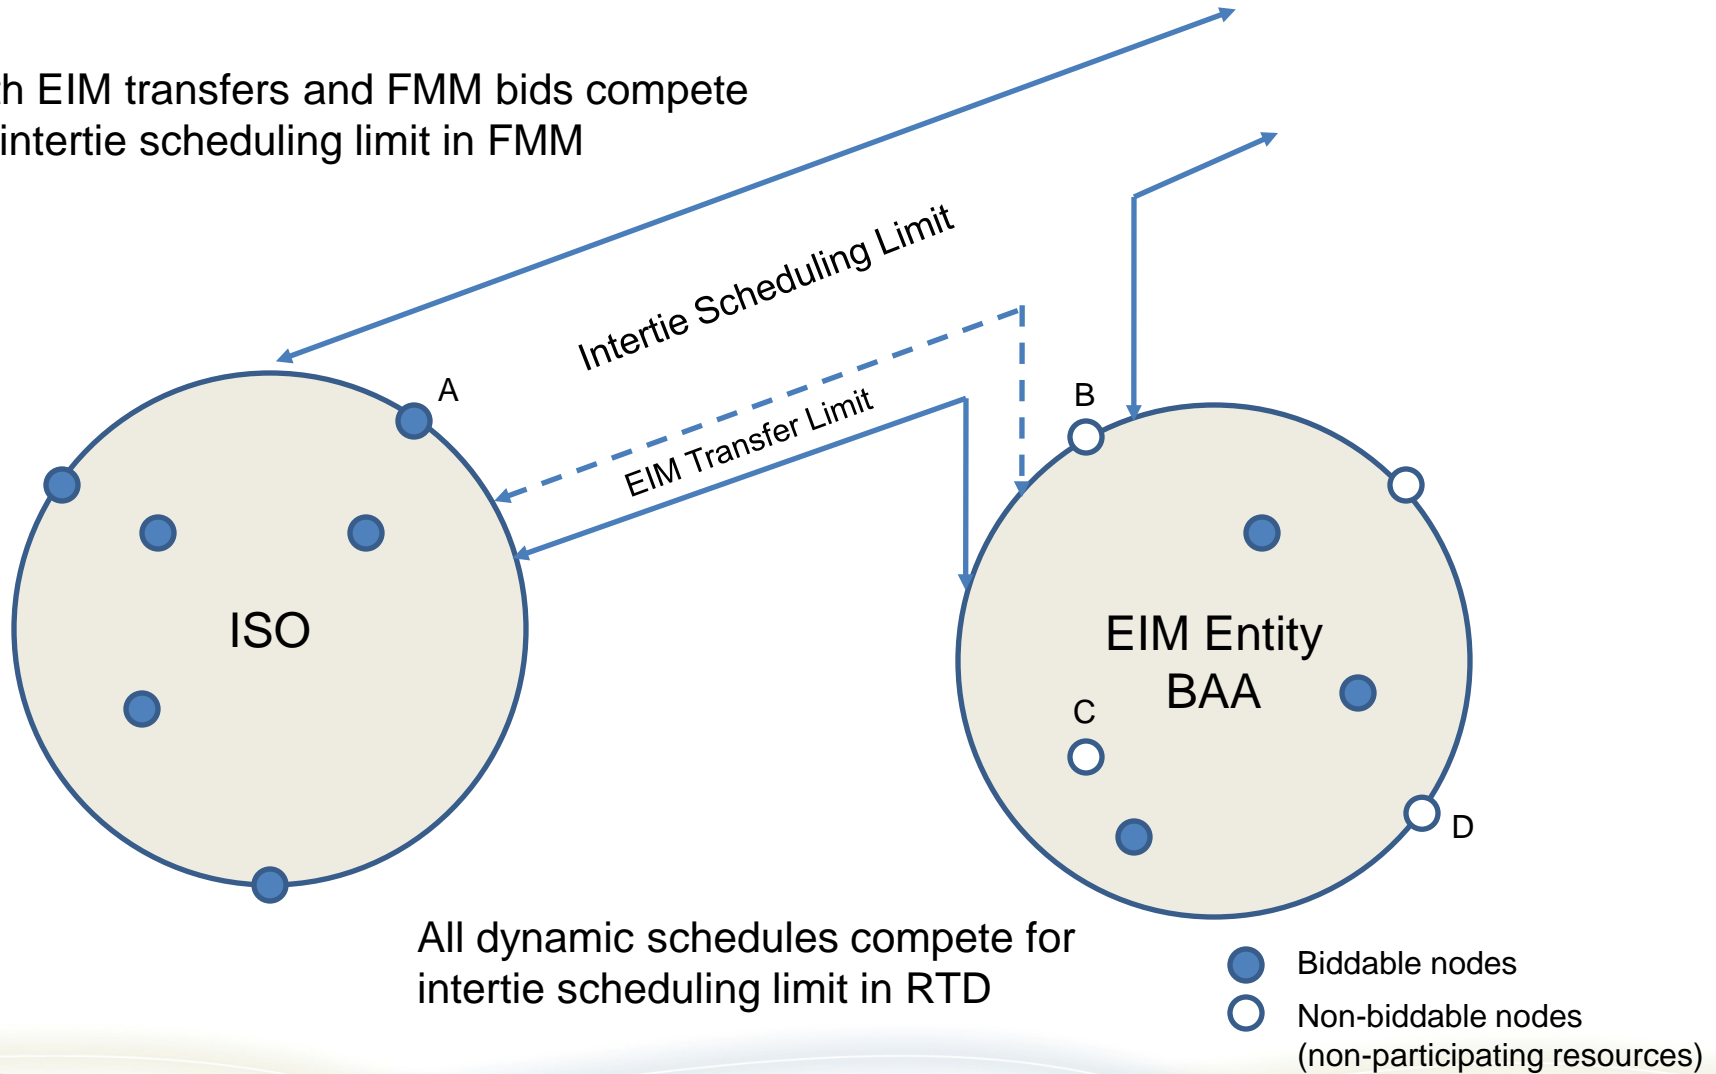 EIM transfers and FMM bids compete
intertie scheduling limit in FMM
Intertie Scheduling Limit
EIM Transfer Limit
A
B
ISO
EIM Entity
BAA
C
D
All dynamic schedules compete for
intertie scheduling limit in RTD
Biddable nodes
Non-biddable nodes
(non-participating resources)